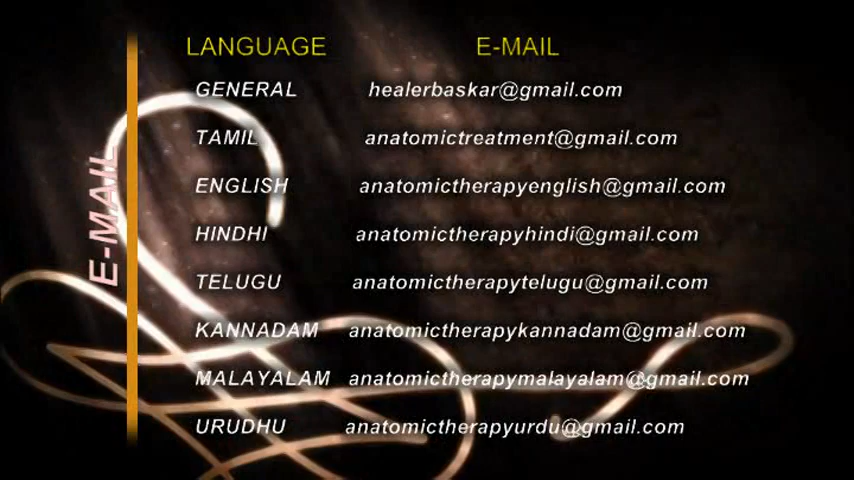 LANGUAGE E-MAIL
GENERAL healerbaskar@gmail.com
TAMIL anatomictreatment@gmail.com
ENGLISH anatomictherapyenglish@gmail.com
HINDHI anatomictherapyhindi@gmail.com
TELUGU anatomictherapytelugu@gmail.com
KANNADAM anatomictherapykannadam@gmail.com
MALAYALAM anatomictherapymalayalam@gmail.com
URUDHU anatomictherapyurdu@gmail.com
E-MAIL